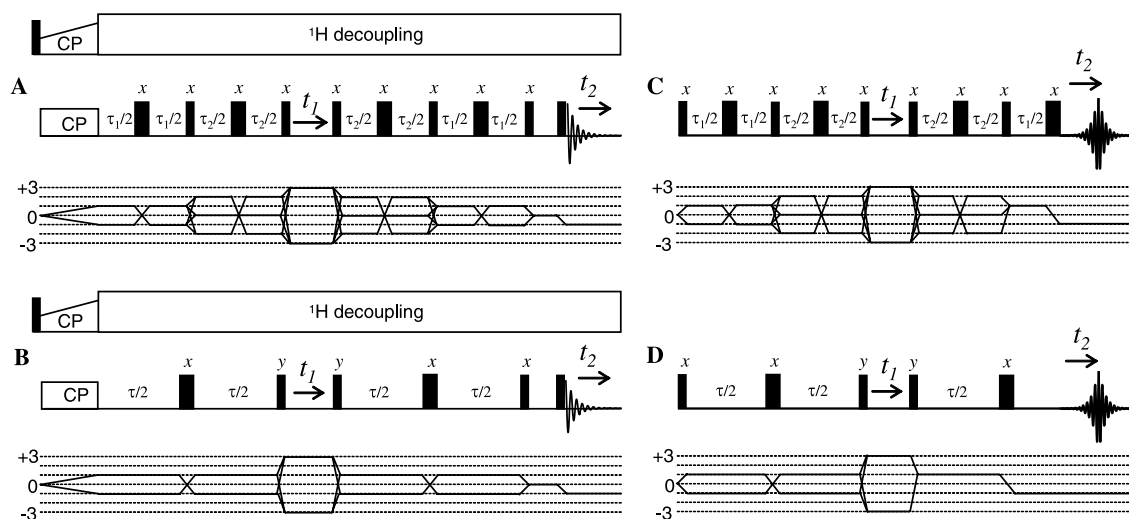 CP
¹H decoupling
A
x x x x x x x x
t₁
t₂
CP
τ₁/2 τ₁/2 τ₂/2 τ₂/2 τ₂/2 τ₂/2 τ₁/2 τ₁/2
+3
0
-3
C
x x x x x x x x x
t₁
t₂
τ₁/2 τ₁/2 τ₂/2 τ₂/2 τ₂/2 τ₂/2 τ₁/2
+3
0
-3
CP
¹H decoupling
B
x y y x x
t₁
t₂
CP
τ/2 τ/2 τ/2 τ/2
+3
0
-3
D
x x y y x
t₁
t₂
τ/2 τ/2 τ/2
+3
0
-3